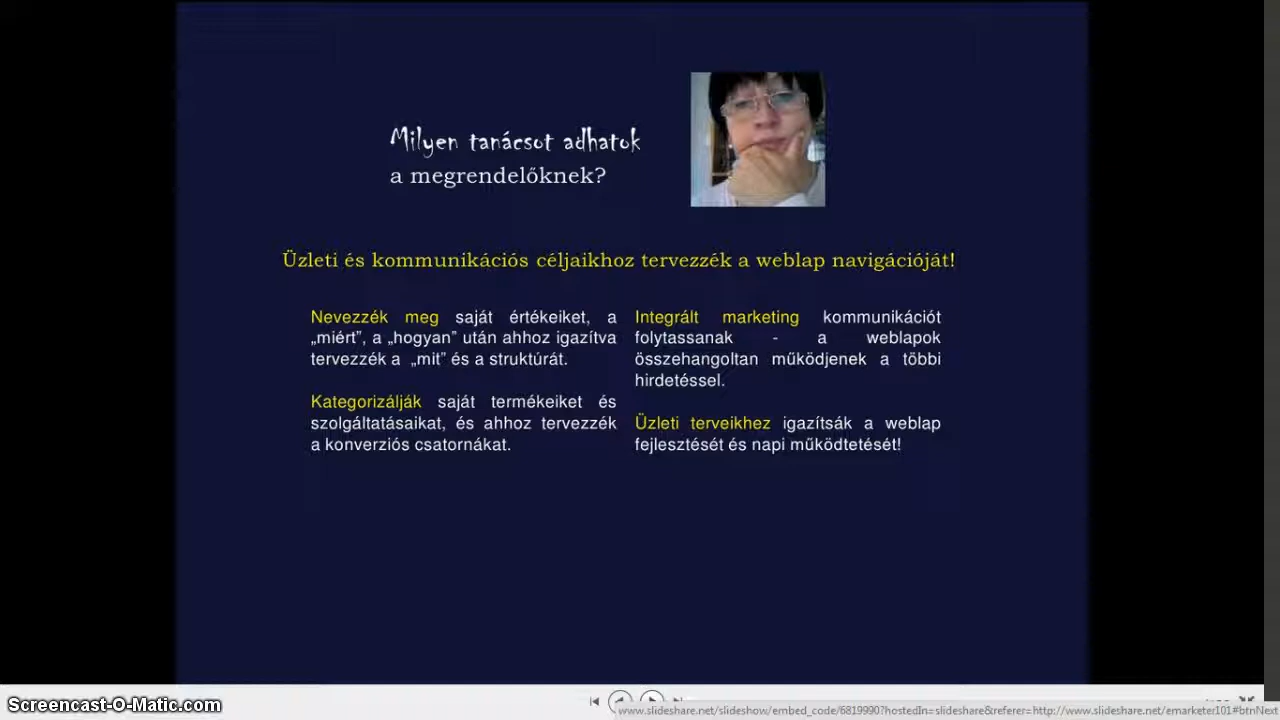 Milyen tanácsot adhatok
a megrendelőknek?
Üzleti és kommunikációs céljaikhoz tervezzék a weblap navigációját!
Nevezzék meg saját értékeiket, a
„miért”, a „hogyan” után ahhoz igazítva
tervezzék a „mit” és a struktúrát.
Kategorizálják saját termékeiket és
szolgáltatásaikat, és ahhoz tervezzék
a konverziós csatornákat.
Integrált marketing kommunikációt
folytassanak - a weblapok
összehangoltan működjenek a többi
hirdetéssel.
Üzleti terveikhez igazítsák a weblap
fejlesztését és napi működtetését!
Screencast-O-Matic.com
www.slideshare.net/slideshow/embed_code/6819990?hostedIn=slideshare&referer=http://www.slideshare.net/emarketer101#btnNext